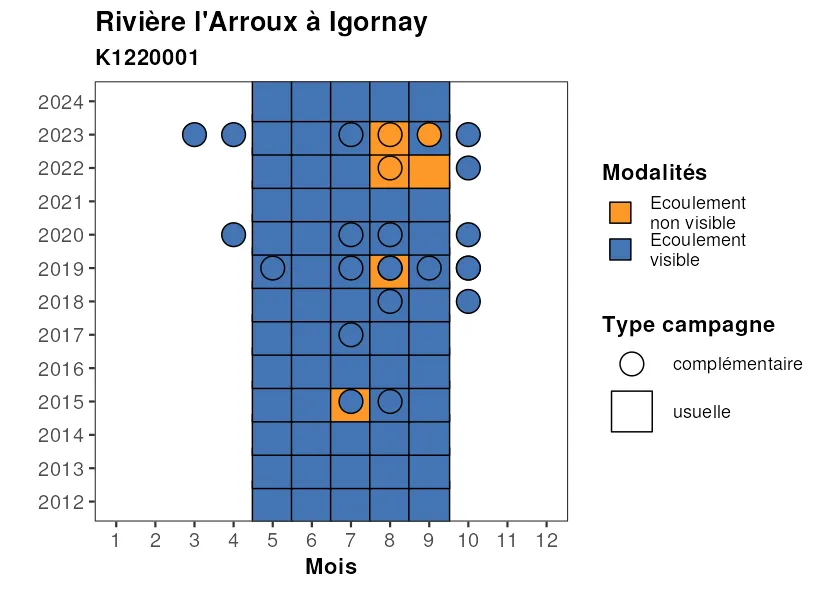 Rivière l'Arroux à Igornay
K1220001
2024
2023
2022
2021
2020
2019
2018
2017
2016
2015
2014
2013
2012
1 2 3 4 5 6 7 8 9 10 11 12
Mois
Modalités
Ecoulement
non visible
Ecoulement
visible
Type campagne
complémentaire
usuelle